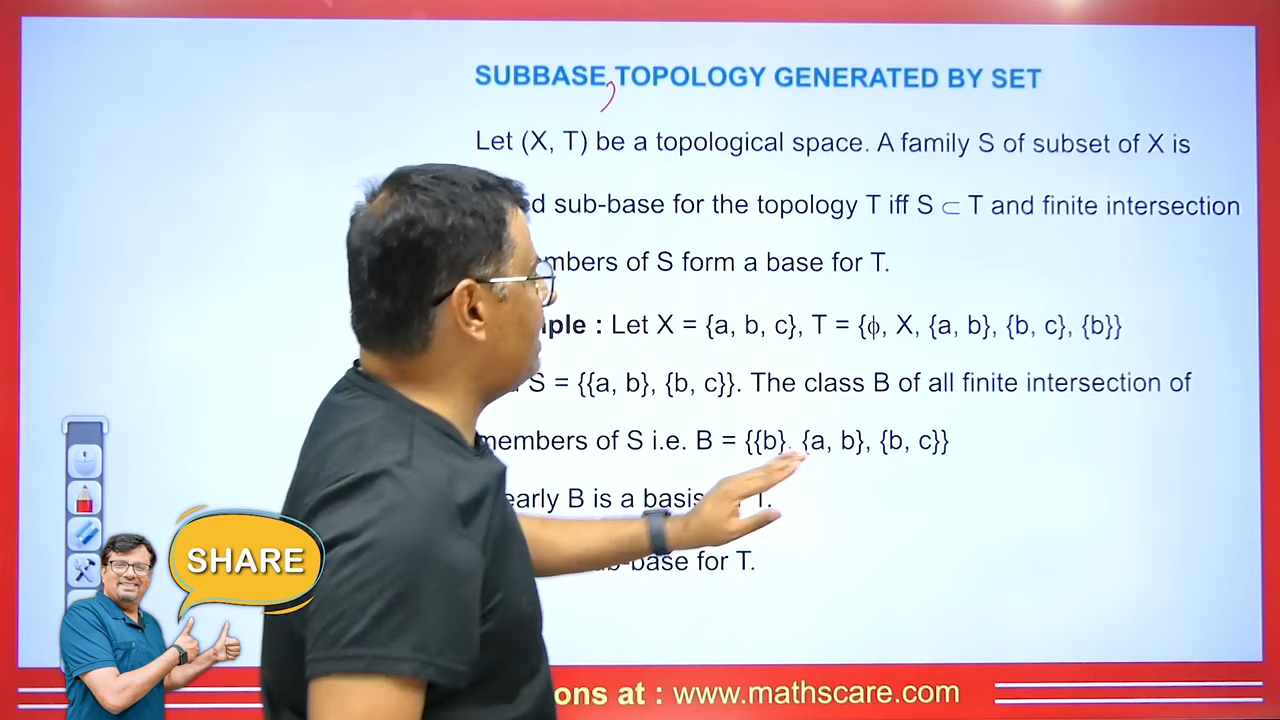 SUBBASE, TOPOLOGY GENERATED BY SET
Let (X, T) be a topological space. A family S of subset of X is
d sub-base for the topology T iff S ⊂ T and finite intersection
mbers of S form a base for T.
ple : Let X = {a, b, c}, T = {ϕ, X, {a, b}, {b, c}, {b}}
S = {{a, b}, {b, c}}. The class B of all finite intersection of
members of S i.e. B = {{b}, {a, b}, {b, c}}
early B is a basis T.
b-base for T.
SHARE
ons at : www.mathscare.com